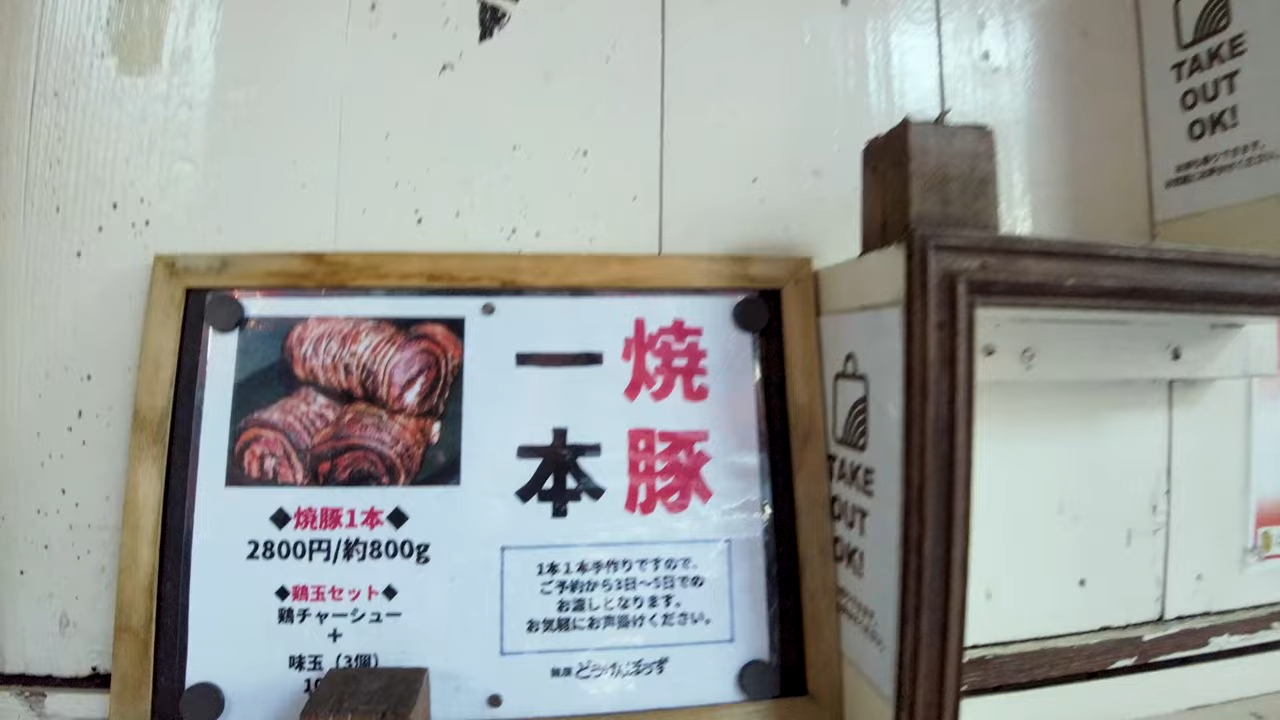 焼豚
一本
◆焼豚1本◆
2800円/約800g
◆鶏玉セット◆
鶏チャーシュー
+
味玉(3個)
1本1本手作りですので、
ご予約から3日~5日での
お渡しとなります。
お気軽にお声掛けください。
TAKE
OUT
OK!
TAKE
OUT
OK!